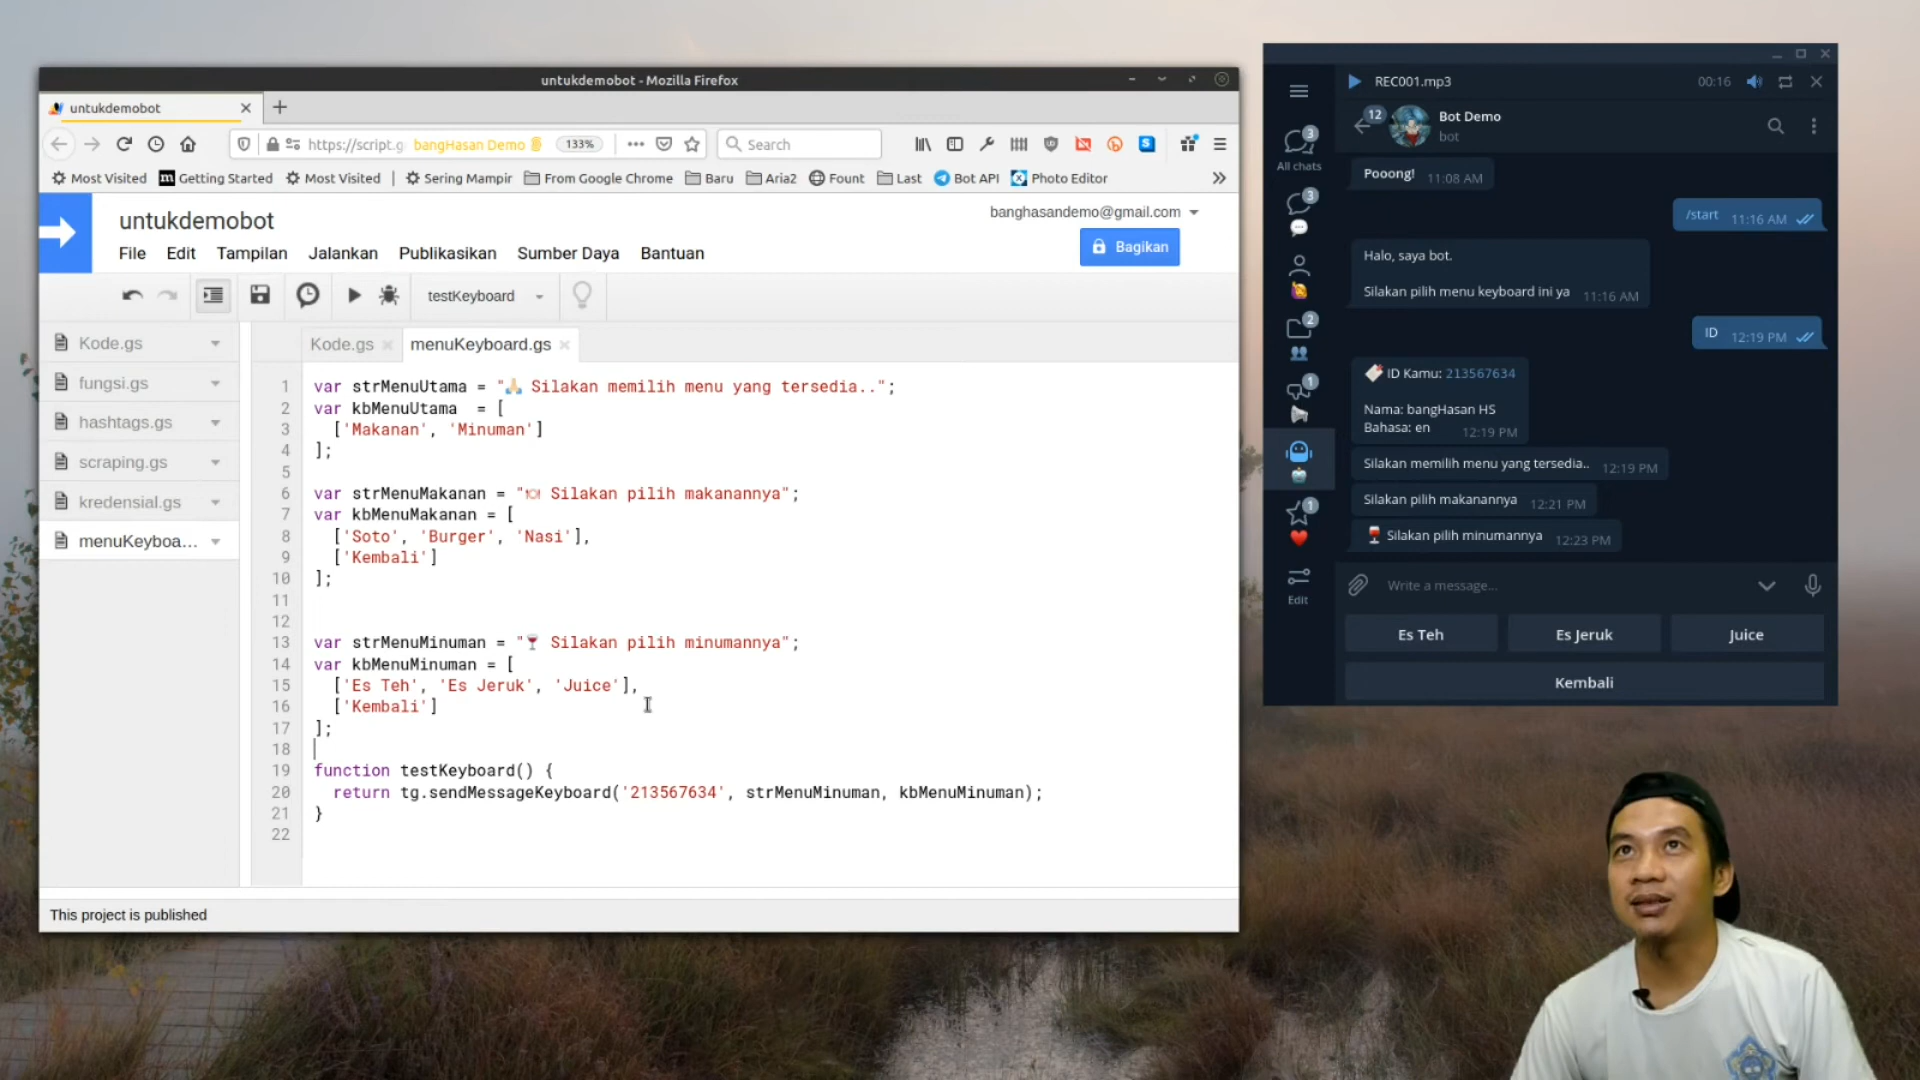 untukdemobot - Mozilla Firefox
untukdemobot
https://script.g bangHasan Demo 133% Search
Most Visited Getting Started Most Visited Sering Mampir From Google Chrome Baru Aria2 Fount Last Bot API Photo Editor
untukdemobot
banghasandemo@gmail.com
File Edit Tampilan Jalankan Publikasikan Sumber Daya Bantuan
Bagikan
testKeyboard
Kode.gs
fungsi.gs
hashtags.gs
scraping.gs
kredensial.gs
menuKeyboa...
Kode.gs menuKeyboard.gs
1 var strMenuUtama = "🙏 Silakan memilih menu yang tersedia..";
2 var kbMenuUtama  = [
3   ['Makanan', 'Minuman']
4 ];
5
6 var strMenuMakanan = "🍽 Silakan pilih makanannya";
7 var kbMenuMakanan = [
8   ['Soto', 'Burger', 'Nasi'],
9   ['Kembali']
10 ];
11
12
13 var strMenuMinuman = "🍷 Silakan pilih minumannya";
14 var kbMenuMinuman = [
15   ['Es Teh', 'Es Jeruk', 'Juice'],
16   ['Kembali']
17 ];
18
19 function testKeyboard() {
20   return tg.sendMessageKeyboard('213567634', strMenuMinuman, kbMenuMinuman);
21 }
22
This project is published
REC001.mp3 00:16
12
Bot Demo
bot
3
All chats
3
2
1
1
Edit
Pooong! 11:08 AM
/start 11:16 AM
Halo, saya bot.
Silakan pilih menu keyboard ini ya 11:16 AM
ID 12:19 PM
ID Kamu: 213567634
Nama: bangHasan HS
Bahasa: en 12:19 PM
Silakan memilih menu yang tersedia.. 12:19 PM
Silakan pilih makanannya 12:21 PM
🍷 Silakan pilih minumannya 12:23 PM
Write a message...
Es Teh Es Jeruk Juice
Kembali